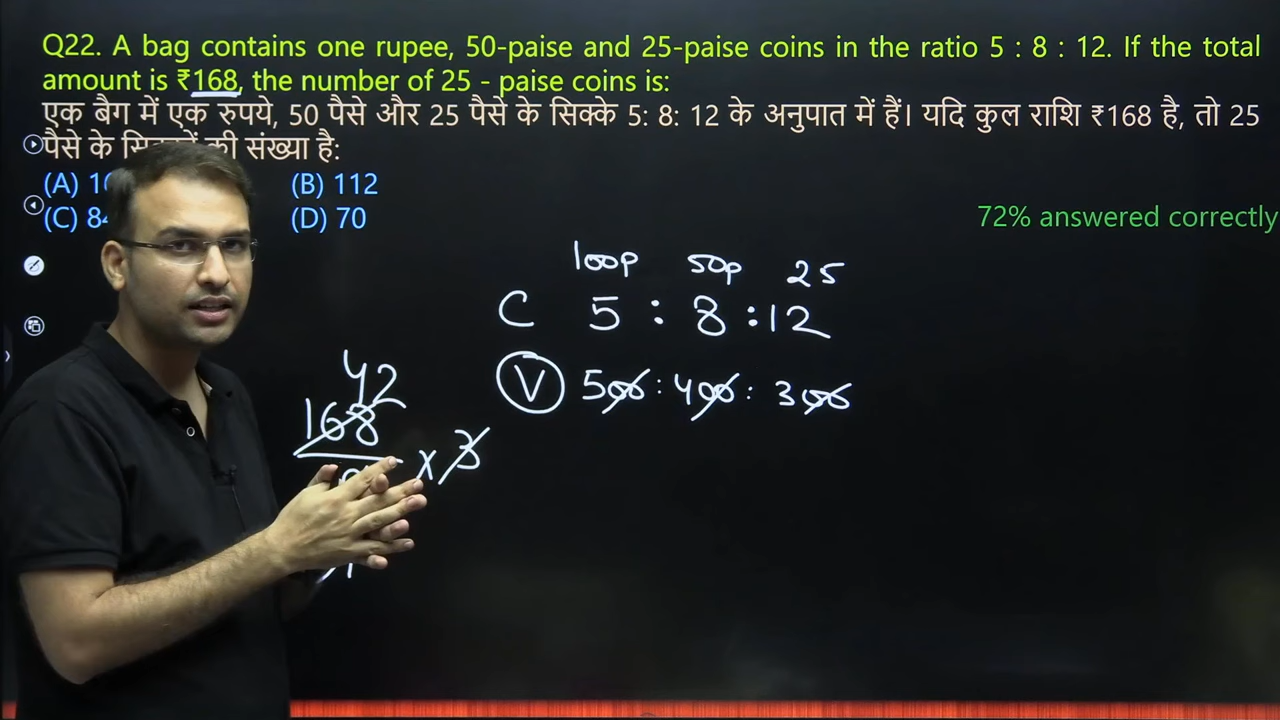 Q22. A bag contains one rupee, 50-paise and 25-paise coins in the ratio 5 : 8 : 12. If the total
amount is ₹168, the number of 25 - paise coins is:
एक बैग में एक रुपये, 50 पैसे और 25 पैसे के सिक्के 5: 8: 12 के अनुपात में हैं। यदि कुल राशि ₹168 है, तो 25
पैसे के की संख्या है:
(A) (B) 112
(C) (D) 70
72% answered correctly
100p 50p 25
C 5 : 8 : 12
V 500 : 400 : 300
42
168
x 3